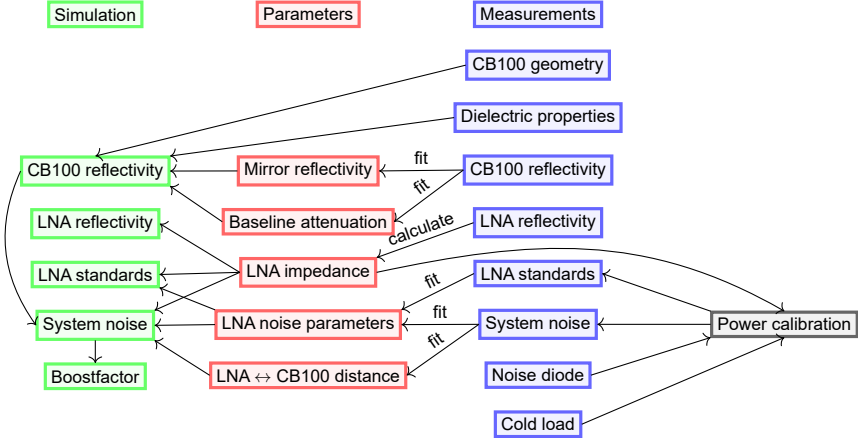 Simulation
Parameters
Measurements
CB100 geometry
Dielectric properties
CB100 reflectivity
Mirror reflectivity
fit
CB100 reflectivity
fit
LNA reflectivity
Baseline attenuation
calculate
LNA reflectivity
LNA standards
LNA impedance
fit
LNA standards
System noise
LNA noise parameters
fit
System noise
Power calibration
fit
Boostfactor
LNA ↔ CB100 distance
Noise diode
Cold load